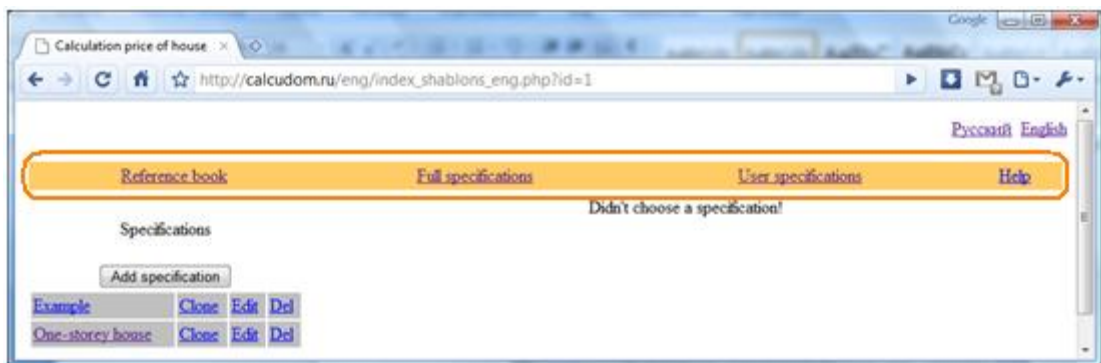 Google
Calculation price of house
http://calcudom.ru/eng/index_shablons_eng.php?id=1
Русский English
Reference book Full specifications User specifications Help
Didn't choose a specification!
Specifications
Add specification
Example Clone Edit Del
One-storey house Clone Edit Del